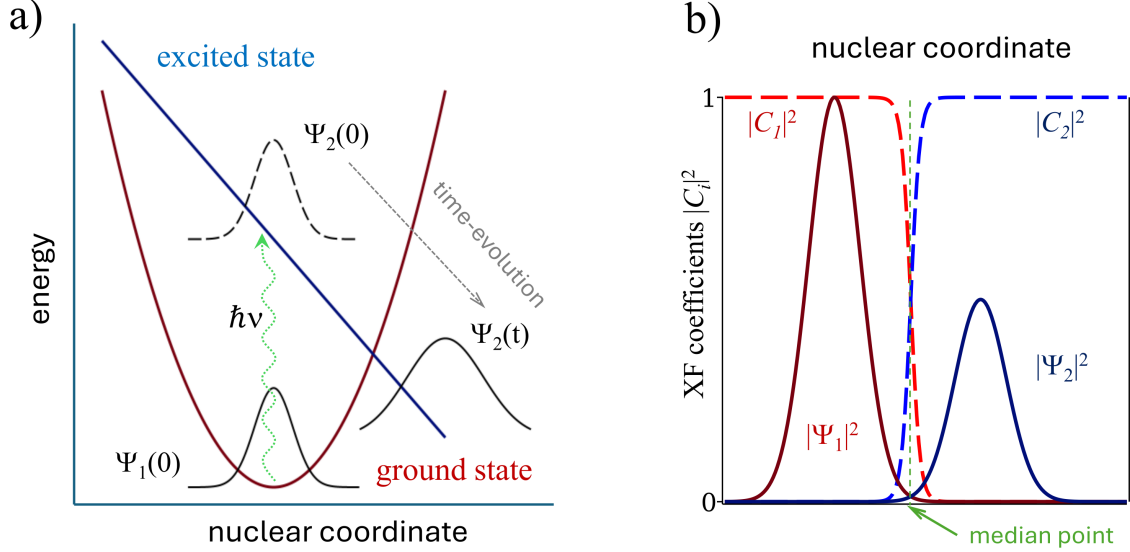 a)
excited state
Ψ₂(0)
time-evolution
ħν
Ψ₂(t)
Ψ₁(0)
ground state
energy
nuclear coordinate
b)
nuclear coordinate
1
|C₁|²
|C₂|²
XF coefficients |Cᵢ|²
|Ψ₂|²
|Ψ₁|²
0
median point